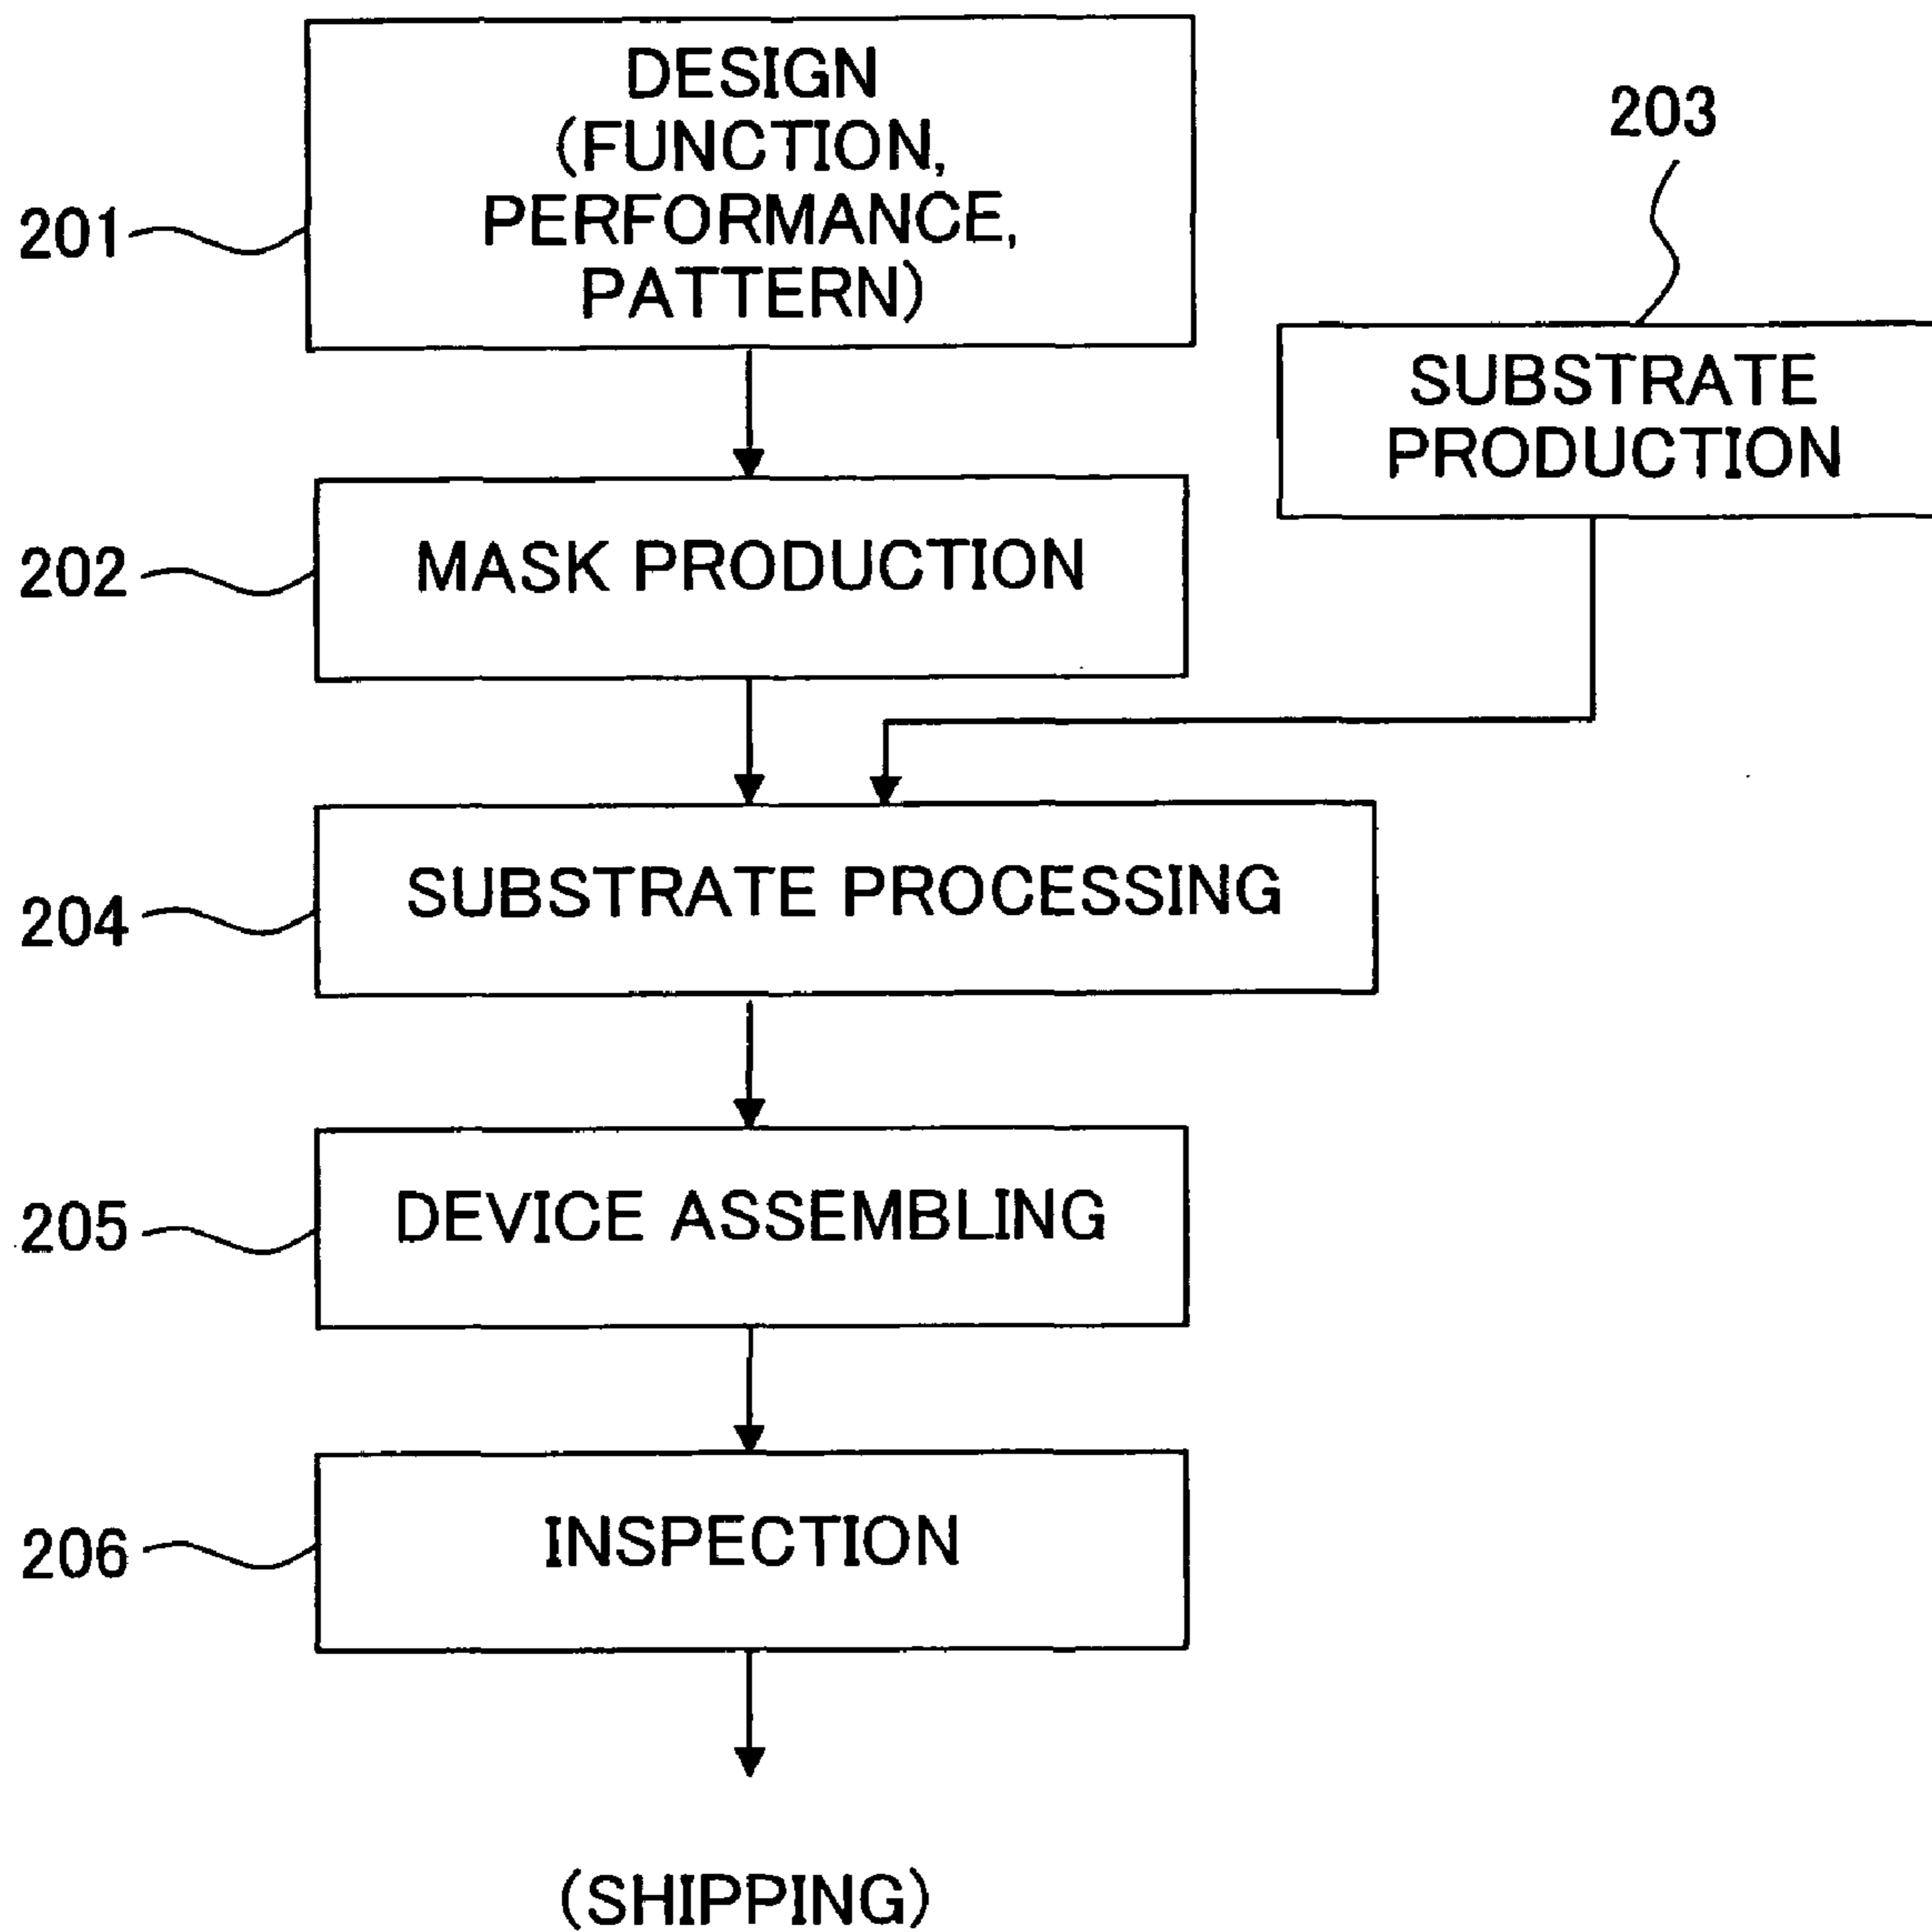 DESIGN
(FUNCTION,
PERFORMANCE,
PATTERN)
201
203
SUBSTRATE
PRODUCTION
202
MASK PRODUCTION
204
SUBSTRATE PROCESSING
205
DEVICE ASSEMBLING
206
INSPECTION
(SHIPPING)